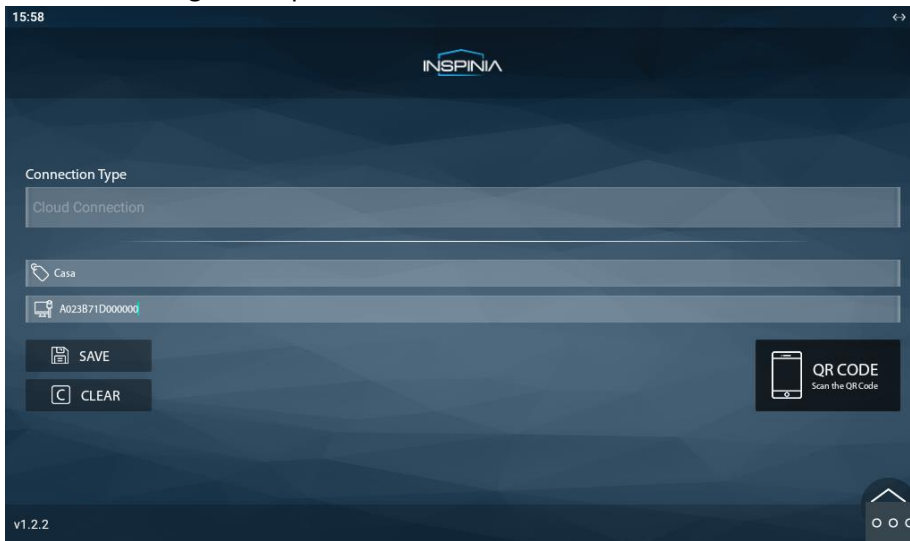 15:58
INSPINIA
Connection Type
Cloud Connection
Casa
A023B71D000000
SAVE
CLEAR
QR CODE
Scan the QR Code
v1.2.2